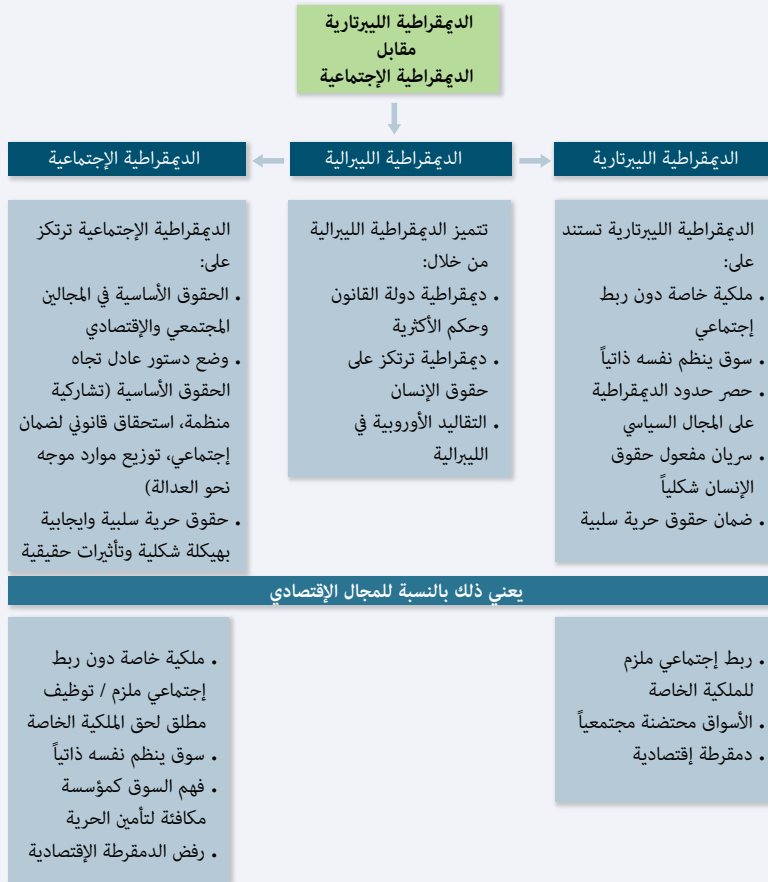 الديمقراطية الليبرتارية
مقابل
الديمقراطية الإجتماعية
الديمقراطية الليبرتارية
الديمقراطية الليبرالية
الديمقراطية الإجتماعية
الديمقراطية الليبرتارية تستند
على:
• ملكية خاصة دون ربط
إجتماعي
• سوق ينظم نفسه ذاتياً
• حصر حدود الديمقراطية
على المجال السياسي
• سريان مفعول حقوق
الإنسان شكلياً
• ضمان حقوق حرية سلبية
تتميز الديمقراطية الليبرالية
من خلال:
• ديمقراطية دولة القانون
وحكم الأكثرية
• ديمقراطية ترتكز على
حقوق الإنسان
• التقاليد الأوروبية في
الليبرالية
الديمقراطية الإجتماعية ترتكز
على:
• الحقوق الأساسية في المجالين
المجتمعي والإقتصادي
• وضع دستور عادل تجاه
الحقوق الأساسية (تشاركية
منظمة، استحقاق قانوني لضمان
إجتماعي، توزيع موارد موجه
نحو العدالة)
• حقوق حرية سلبية وايجابية
بهيكلة شكلية وتأثيرات حقيقية
يعني ذلك بالنسبة للمجال الإقتصادي
• ربط إجتماعي ملزم
للملكية الخاصة
• الأسواق محتضنة مجتمعياً
• دمقرطة إقتصادية
• ملكية خاصة دون ربط
إجتماعي ملزم / توظيف
مطلق لحق الملكية الخاصة
• سوق ينظم نفسه ذاتياً
• فهم السوق كمؤسسة
مكافئة لتأمين الحرية
• رفض الدمقرطة الإقتصادية